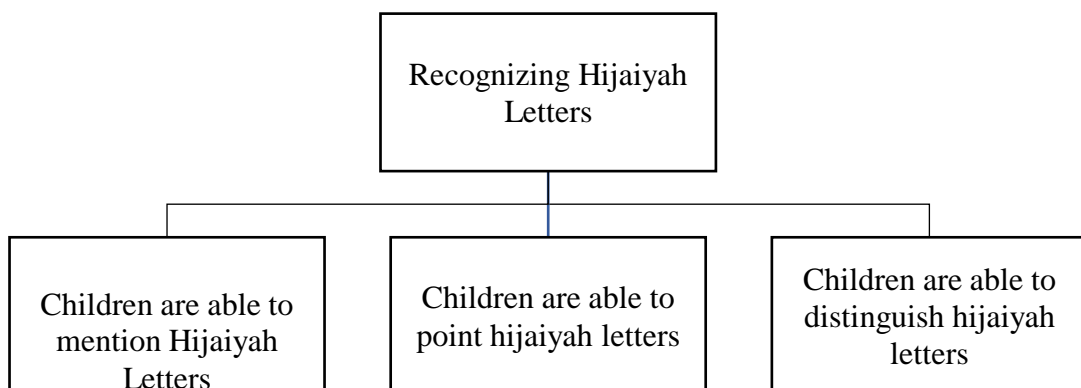 Recognizing Hijaiyah
Letters
Children are able to
mention Hijaiyah
Letters
Children are able to
point hijaiyah letters
Children are able to
distinguish hijaiyah
letters